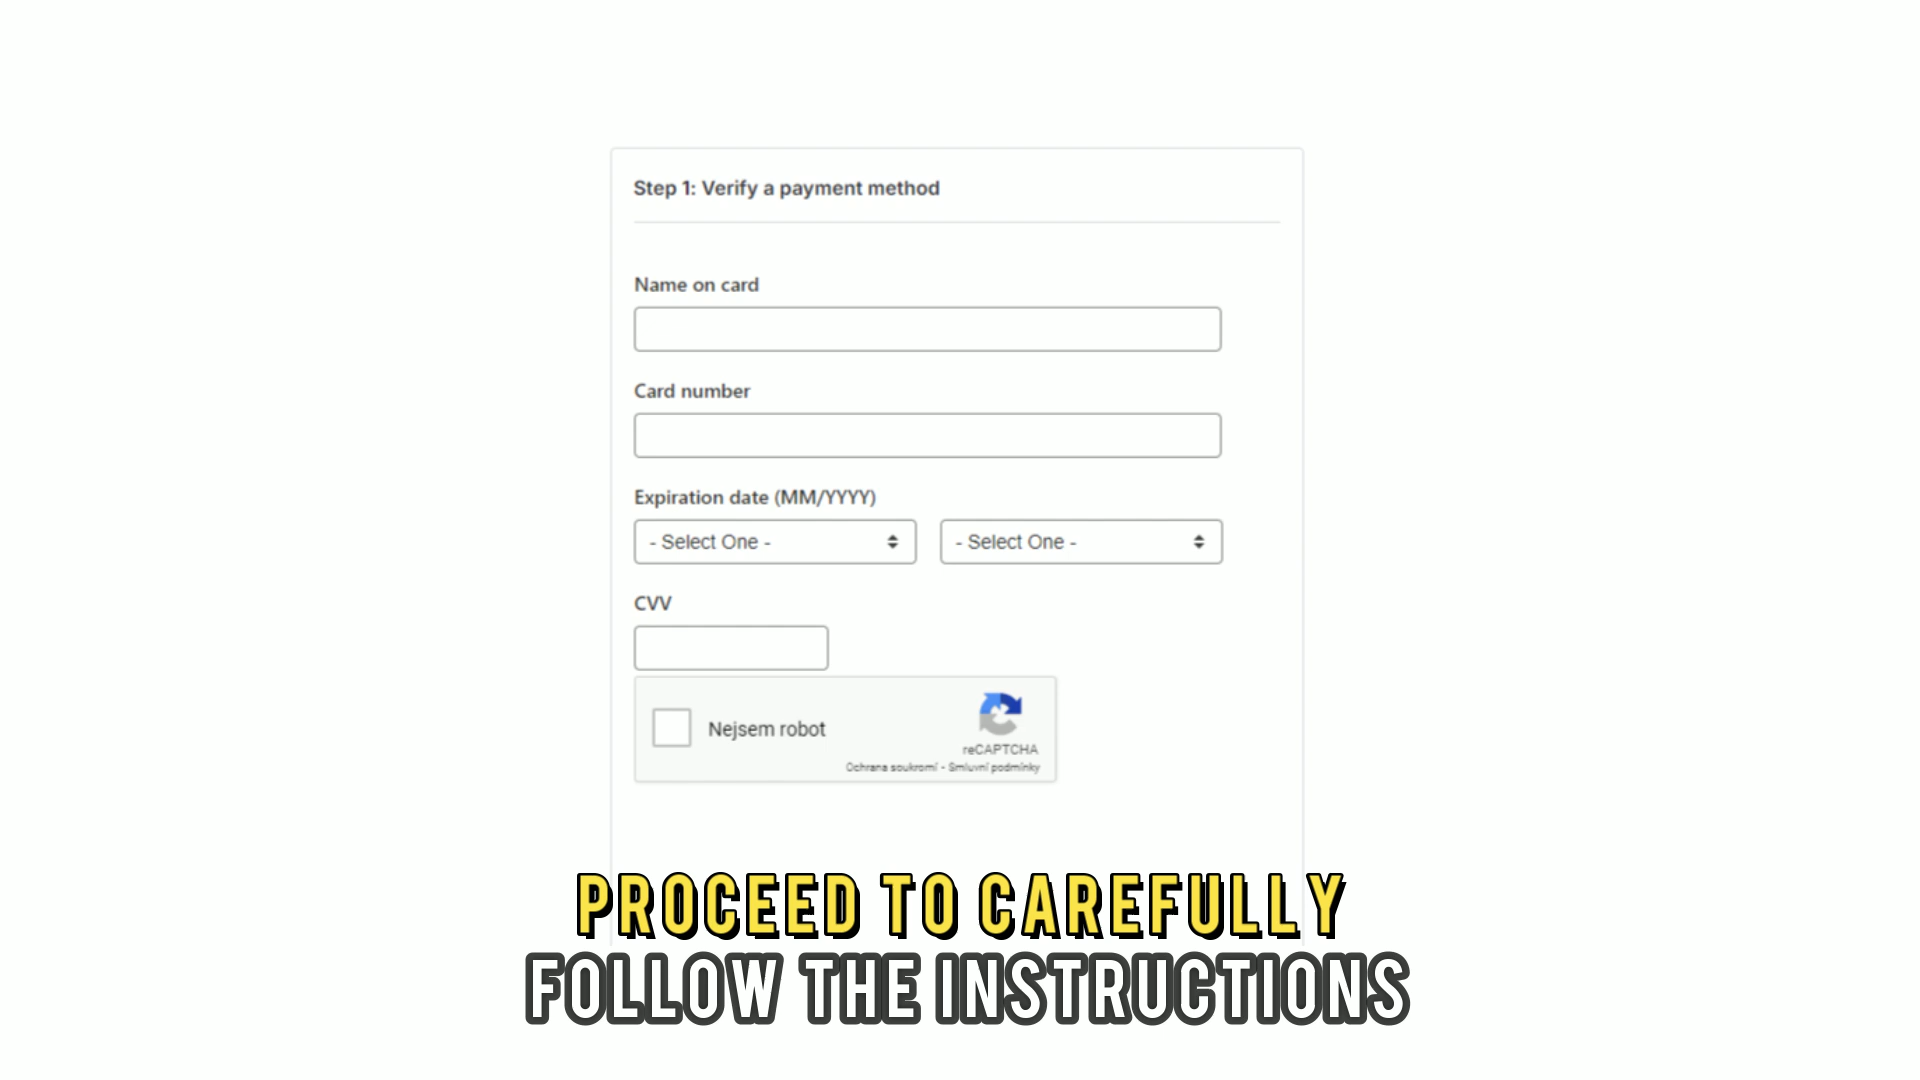 Step 1: Verify a payment method
Name on card
Card number
Expiration date (MM/YYYY)
- Select One - - Select One -
CVV
Nejsem robot
reCAPTCHA
Ochrana soukromí - Smluvní podmínky
PROCEED TO CAREFULLY
FOLLOW THE INSTRUCTIONS